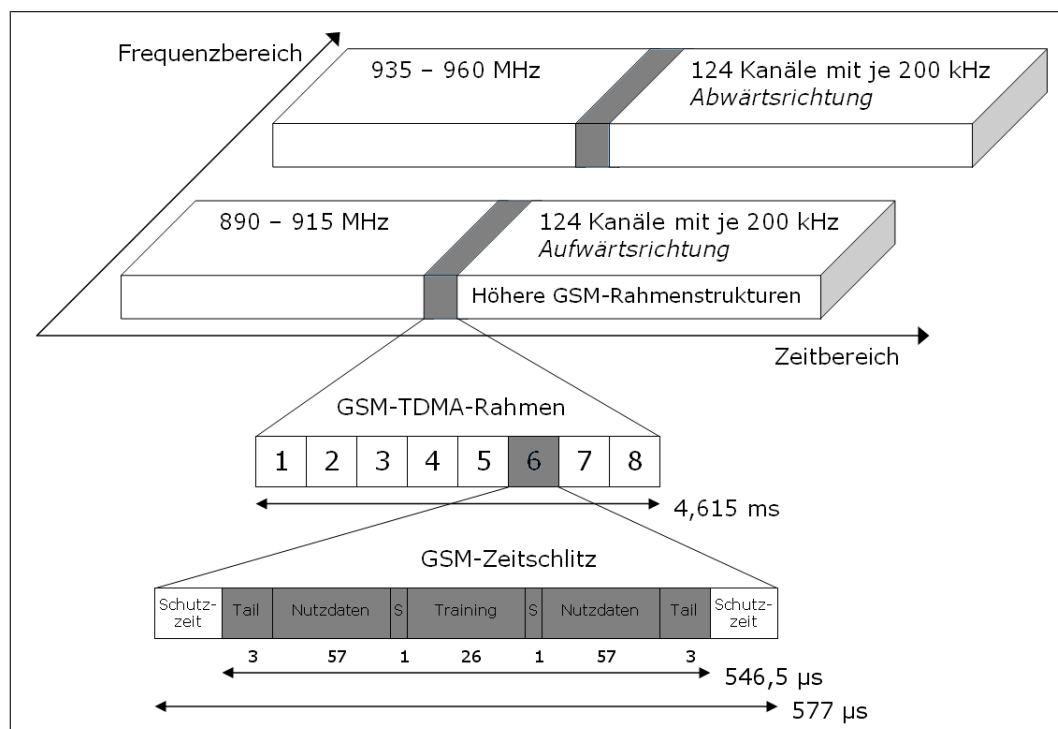 Frequenzbereich
935 – 960 MHz
124 Kanäle mit je 200 kHz
Abwärtsrichtung
890 – 915 MHz
124 Kanäle mit je 200 kHz
Aufwärtsrichtung
Höhere GSM-Rahmenstrukturen
Zeitbereich
GSM-TDMA-Rahmen
1 2 3 4 5 6 7 8
4,615 ms
GSM-Zeitschlitz
Schutz-
zeit
Tail Nutzdaten S Training S Nutzdaten Tail
Schutz-
zeit
3 57 1 26 1 57 3
546,5 µs
577 µs